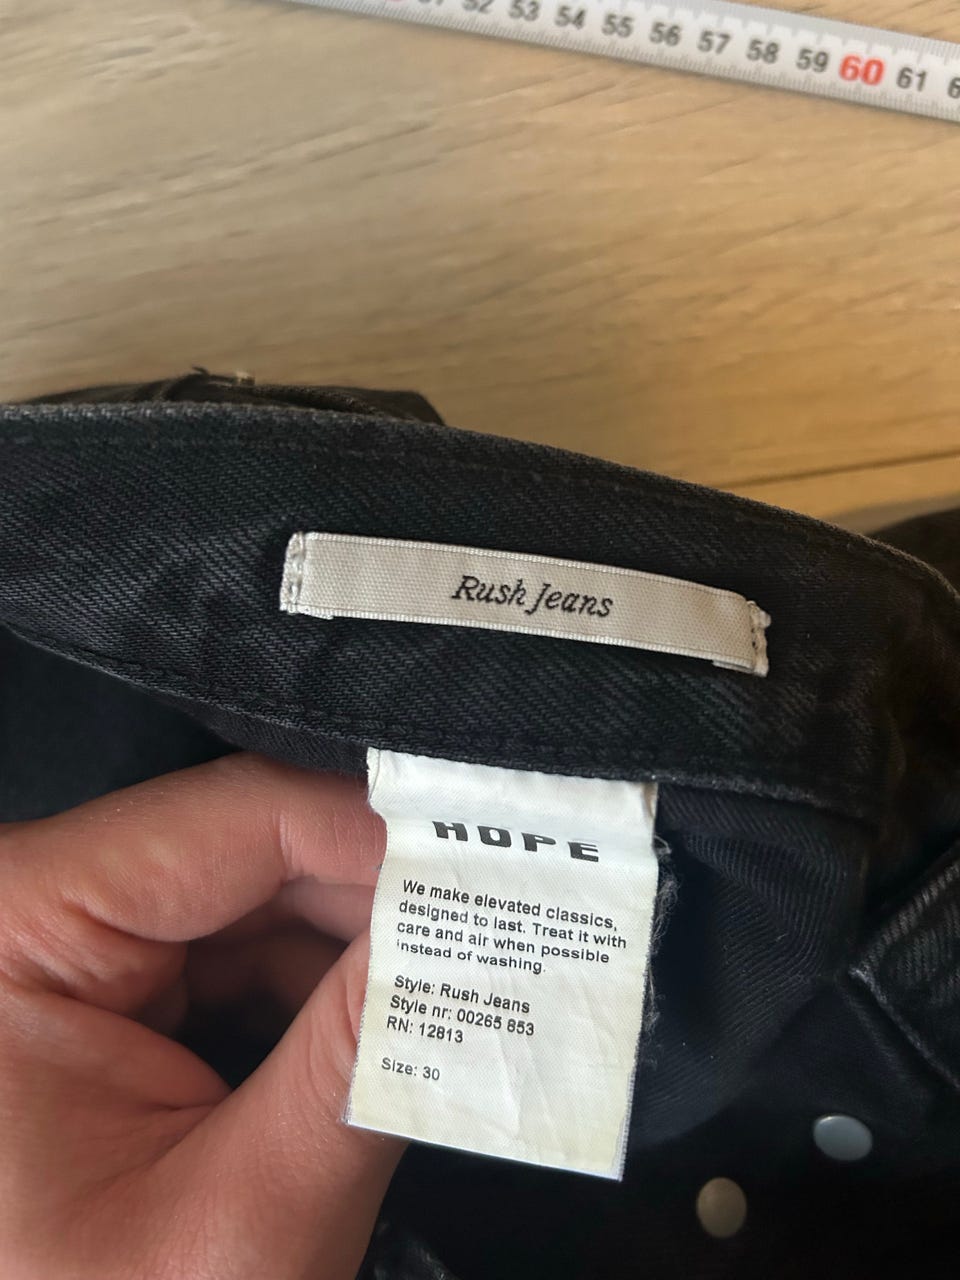 52 53 54 55 56 57 58 59 60 61
Rush Jeans
HOPE
We make elevated classics,
designed to last. Treat it with
care and air when possible
instead of washing.
Style: Rush Jeans
Style nr: 00265 853
RN: 12813
Size: 30